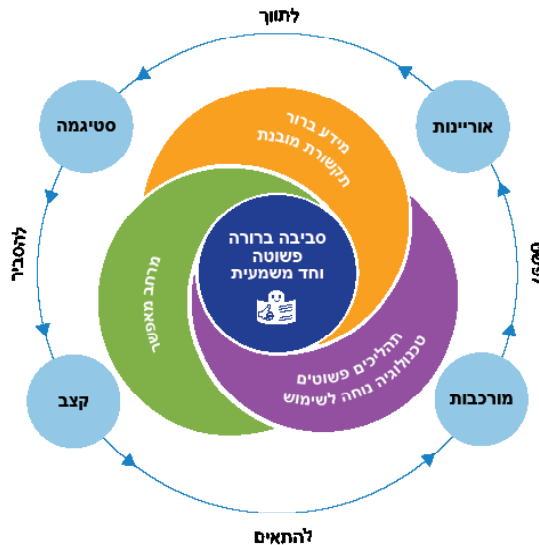 לתווך
אוריינות
סטיגמה
מידע ברור
תקשורת מובנת
סביבה ברורה
פשוטה
וחד משמעית
מרחב מאפשר
להסביר
תהליכים פשוטים
טכנולוגיה נוחה לשימוש
מורכבות
קצב
להתאים